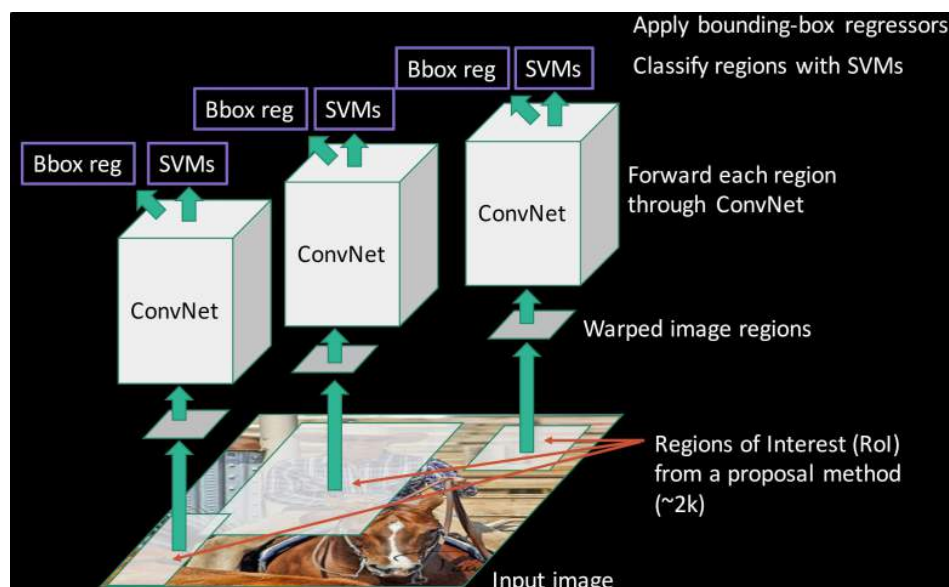 Apply bounding-box regressors
Bbox reg SVMs Classify regions with SVMs
Bbox reg SVMs
Bbox reg SVMs
Forward each region
through ConvNet
ConvNet
ConvNet
ConvNet
Warped image regions
Regions of Interest (RoI)
from a proposal method
(~2k)
Input image